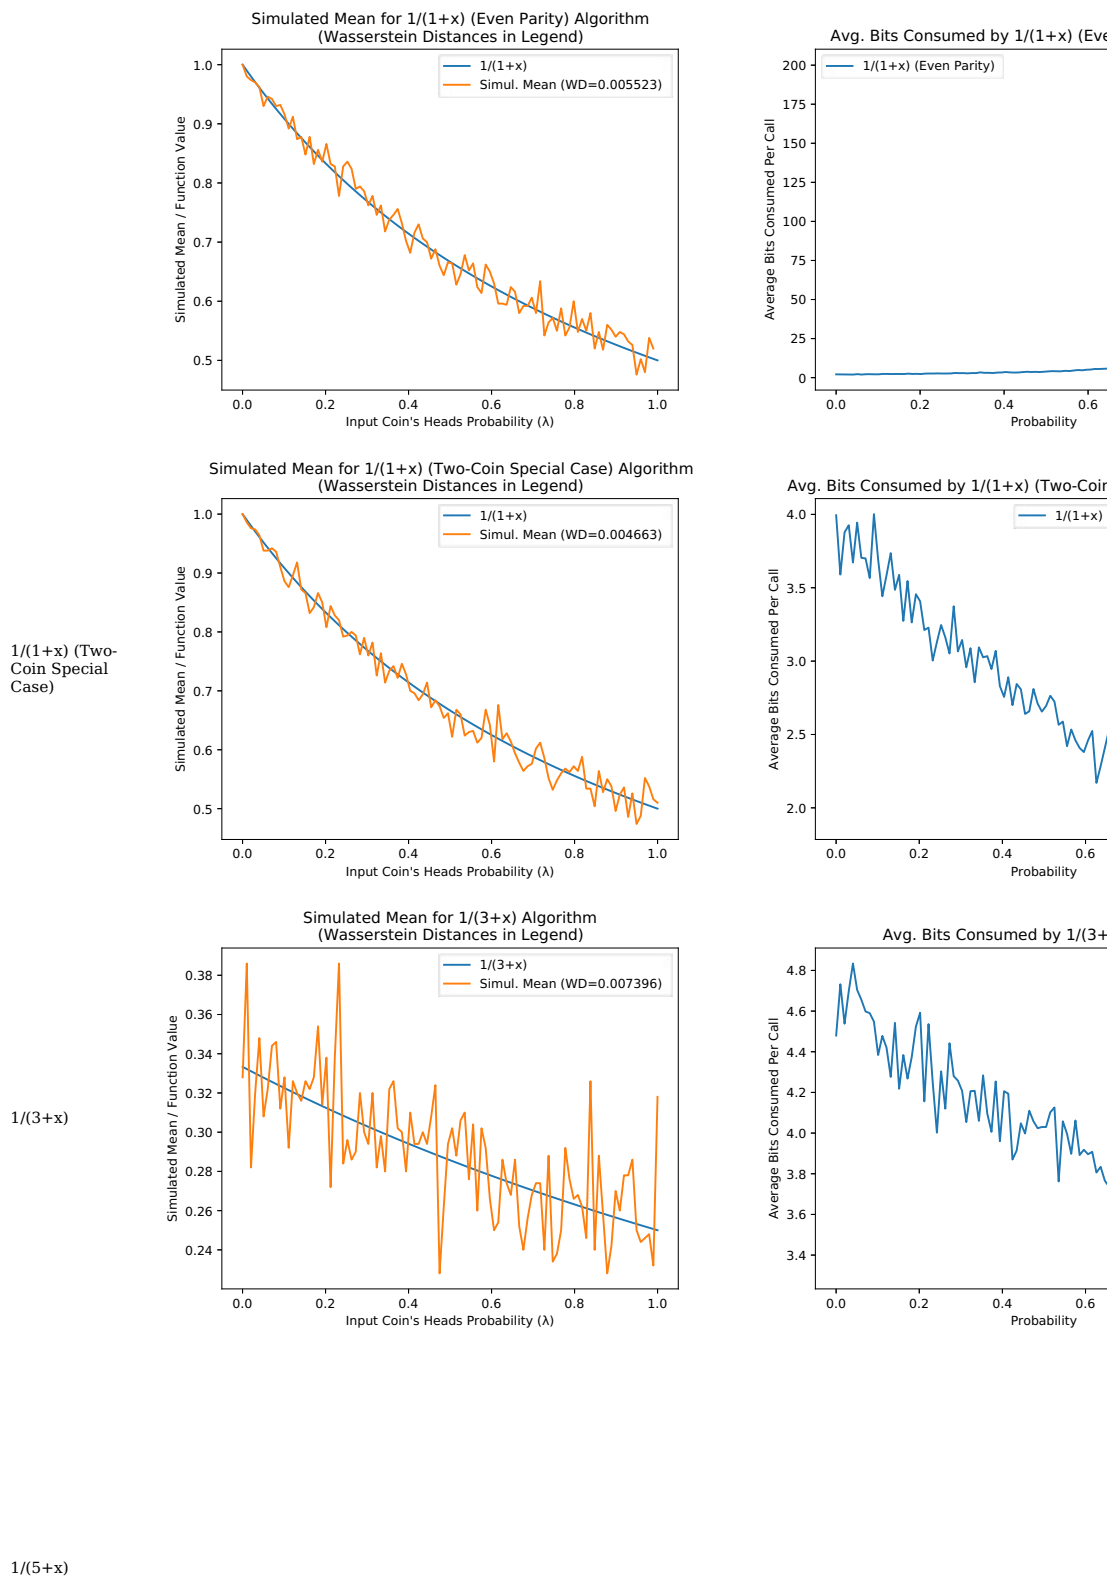 Simulated Mean for 1/(1+x) (Even Parity) Algorithm
(Wasserstein Distances in Legend)
1/(1+x)
Simul. Mean (WD=0.005523)
Simulated Mean / Function Value
1.0
0.9
0.8
0.7
0.6
0.5
0.0 0.2 0.4 0.6 0.8 1.0
Input Coin's Heads Probability (λ)
Avg. Bits Consumed by 1/(1+x) (Eve
1/(1+x) (Even Parity)
Average Bits Consumed Per Call
200
175
150
125
100
75
50
25
0
0.0 0.2 0.4 0.6
Probability
1/(1+x) (Two-
Coin Special
Case)
Simulated Mean for 1/(1+x) (Two-Coin Special Case) Algorithm
(Wasserstein Distances in Legend)
1/(1+x)
Simul. Mean (WD=0.004663)
Simulated Mean / Function Value
1.0
0.9
0.8
0.7
0.6
0.5
0.0 0.2 0.4 0.6 0.8 1.0
Input Coin's Heads Probability (λ)
Avg. Bits Consumed by 1/(1+x) (Two-Coin
1/(1+x)
Average Bits Consumed Per Call
4.0
3.5
3.0
2.5
2.0
0.0 0.2 0.4 0.6
Probability
1/(3+x)
Simulated Mean for 1/(3+x) Algorithm
(Wasserstein Distances in Legend)
1/(3+x)
Simul. Mean (WD=0.007396)
Simulated Mean / Function Value
0.38
0.36
0.34
0.32
0.30
0.28
0.26
0.24
0.0 0.2 0.4 0.6 0.8 1.0
Input Coin's Heads Probability (λ)
Avg. Bits Consumed by 1/(3+
Average Bits Consumed Per Call
4.8
4.6
4.4
4.2
4.0
3.8
3.6
3.4
0.0 0.2 0.4 0.6
Probability
1/(5+x)